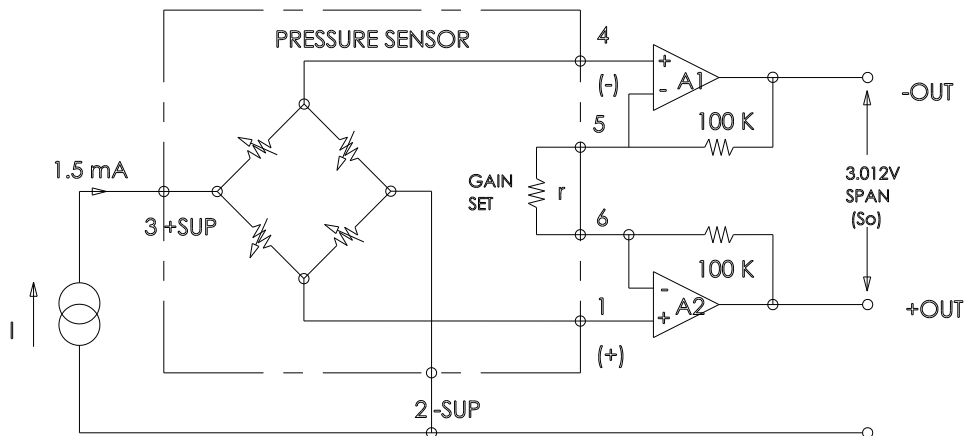 PRESSURE SENSOR
4
(-)
+
-
A1
-OUT
100 K
5
1.5 mA
GAIN
SET
r
3.012V
SPAN
(So)
3 +SUP
6
100 K
-
+
A2
+OUT
1
(+)
I
2 -SUP